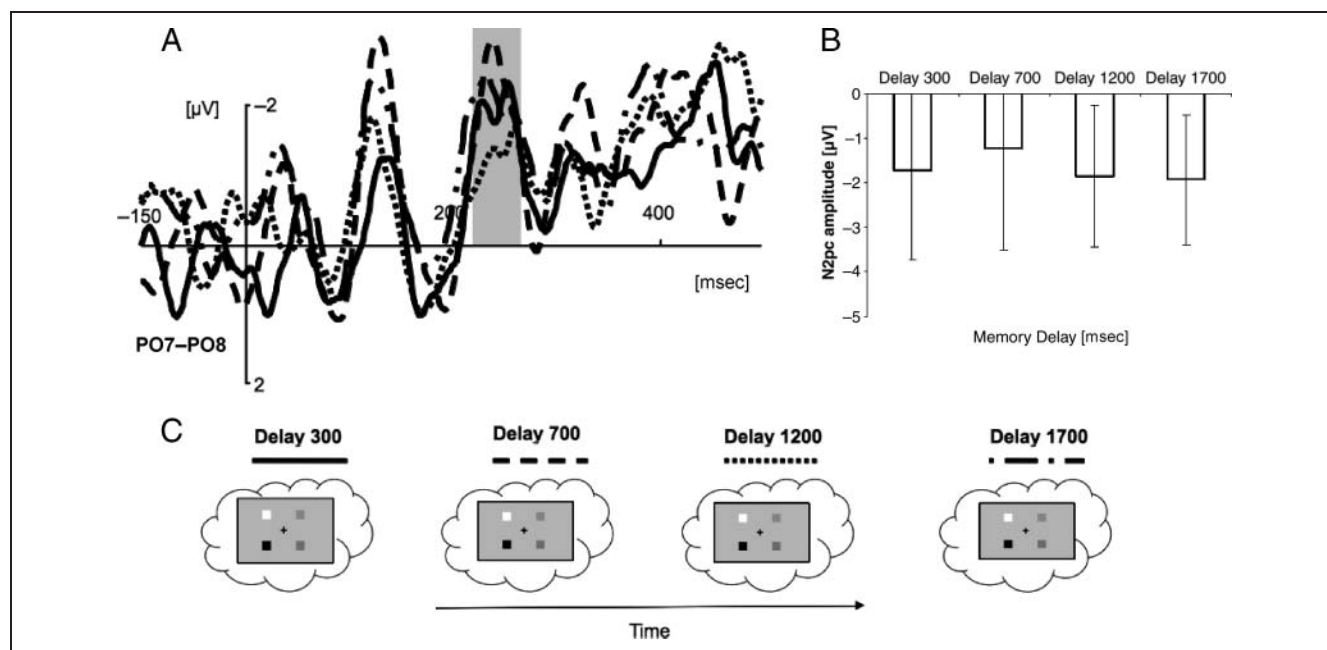 A
[µV]
−2
−150
200
400
[msec]
PO7–PO8
2
B
Delay 300 Delay 700 Delay 1200 Delay 1700
0
−1
−2
−3
−4
−5
N2pc amplitude [µV]
Memory Delay [msec]
C
Delay 300 Delay 700 Delay 1200 Delay 1700
Time